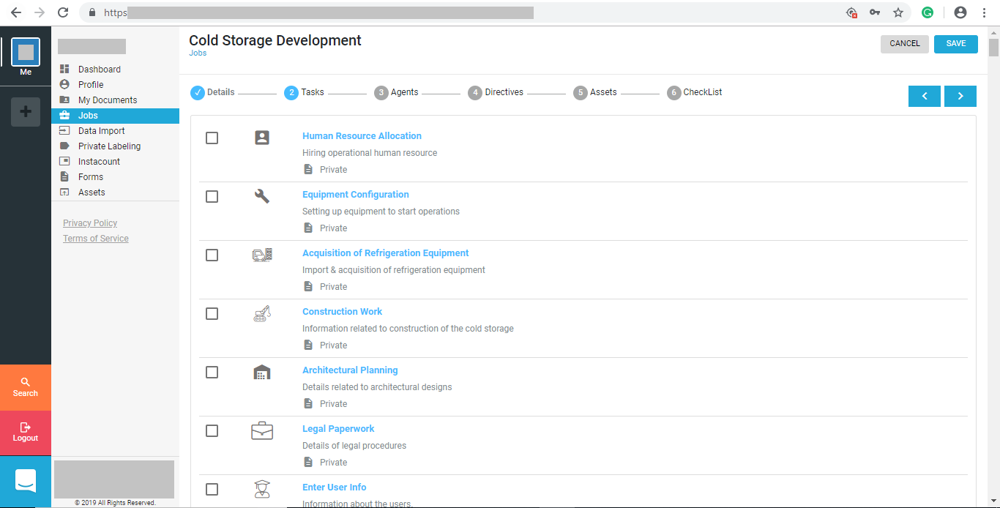 https
Cold Storage Development
Jobs
CANCEL
SAVE
Me
Dashboard
Profile
My Documents
Jobs
Data Import
Private Labeling
Instacount
Forms
Assets
Privacy Policy
Terms of Service
Search
Logout
© 2019 All Rights Reserved.
Details
2 Tasks
3 Agents
4 Directives
5 Assets
6 CheckList
Human Resource Allocation
Hiring operational human resource
Private
Equipment Configuration
Setting up equipment to start operations
Private
Acquisition of Refrigeration Equipment
Import & acquisition of refrigeration equipment
Private
Construction Work
Information related to construction of the cold storage
Private
Architectural Planning
Details related to architectural designs
Private
Legal Paperwork
Details of legal procedures
Private
Enter User Info
Information about the users.